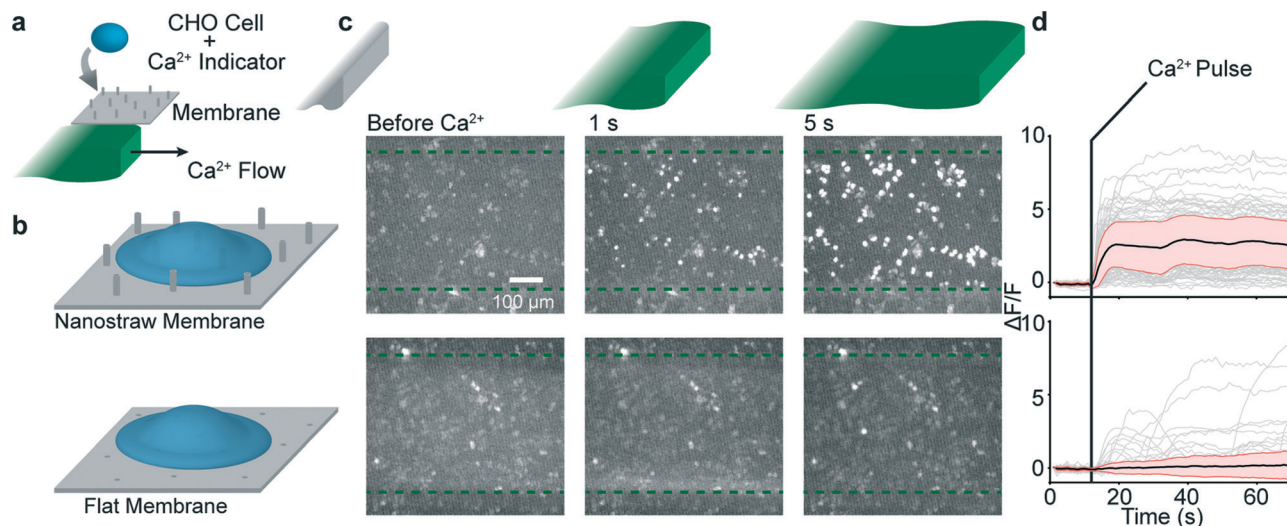 a
CHO Cell
+
Ca²⁺ Indicator
Membrane
Ca²⁺ Flow
b
Nanostraw Membrane
Flat Membrane
c
Before Ca²⁺
1 s
5 s
100 µm
d
Ca²⁺ Pulse
10
5
0
ΔF/F
10
5
0
0
20
40
60
Time (s)